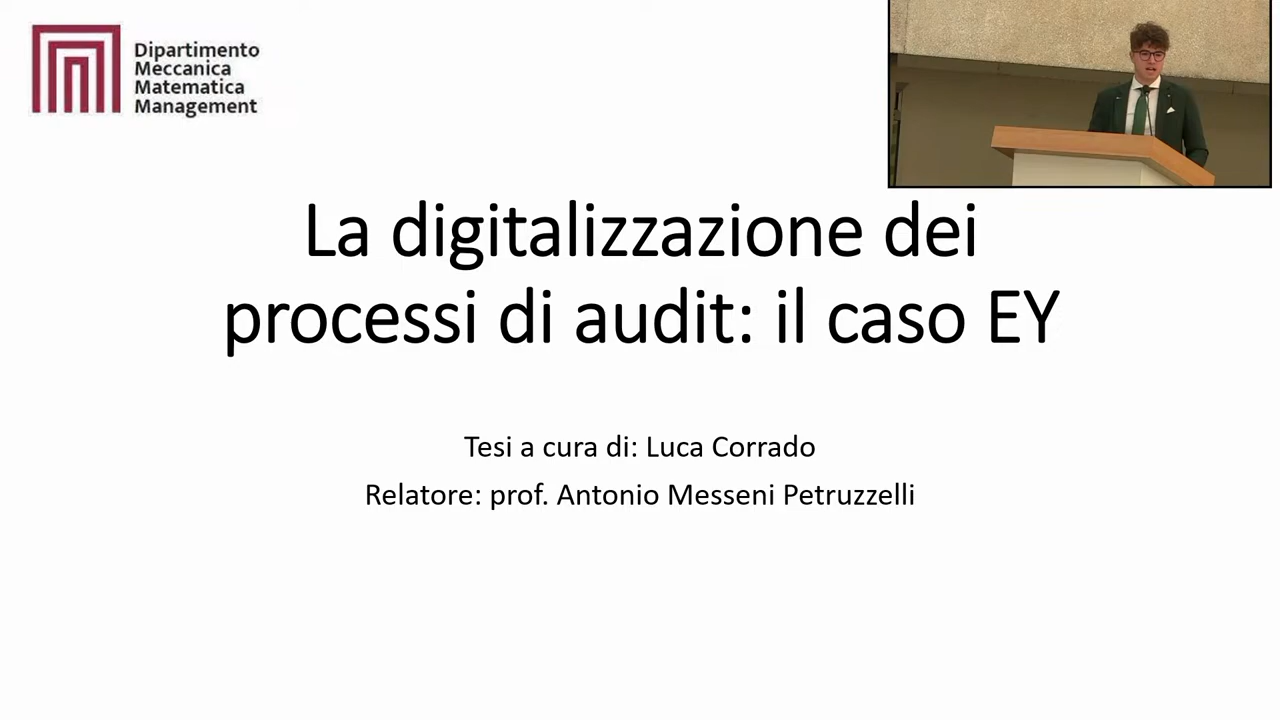 Dipartimento
Meccanica
Matematica
Management
La digitalizzazione dei
processi di audit: il caso EY
Tesi a cura di: Luca Corrado
Relatore: prof. Antonio Messeni Petruzzelli